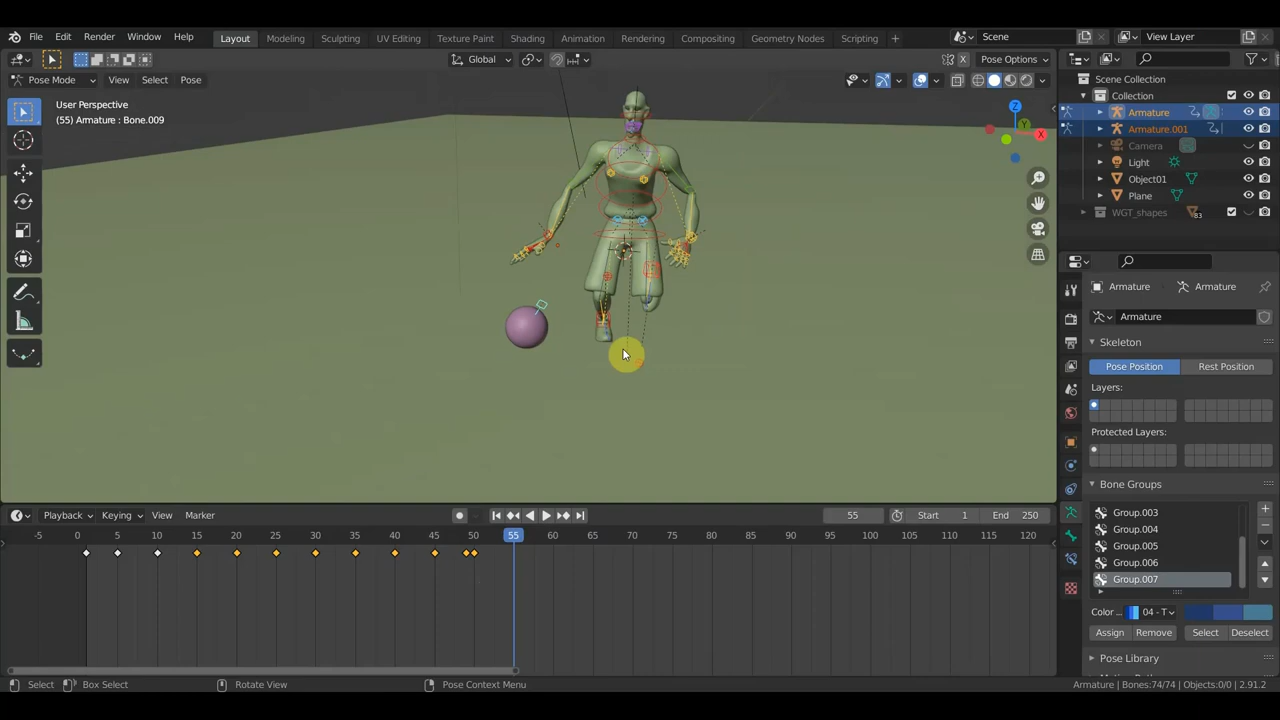 File Edit Render Window Help Layout Modeling Sculpting UV Editing Texture Paint Shading Animation Rendering Compositing Geometry Nodes Scripting + Scene View Layer
Global X Pose Options
Pose Mode View Select Pose
User Perspective
(55) Armature : Bone.009
Z
Y
X
Scene Collection
Collection
Armature
Armature.001
Camera
Light
Object01
Plane
WGT_shapes 83
Armature Armature
Armature
Skeleton
Pose Position Rest Position
Layers:
Protected Layers:
Bone Groups
Group.003
Group.004
Group.005
Group.006
Group.007
Color ... 04 - T
Assign Remove Select Deselect
Pose Library
Playback Keying View Marker 55 Start 1 End 250
-5 0 5 10 15 20 25 30 35 40 45 50 55 60 65 70 75 80 85 90 95 100 105 110 115 120
Select Box Select Rotate View Pose Context Menu Armature | Bones:74/74 | Objects:0/0 | 2.91.2